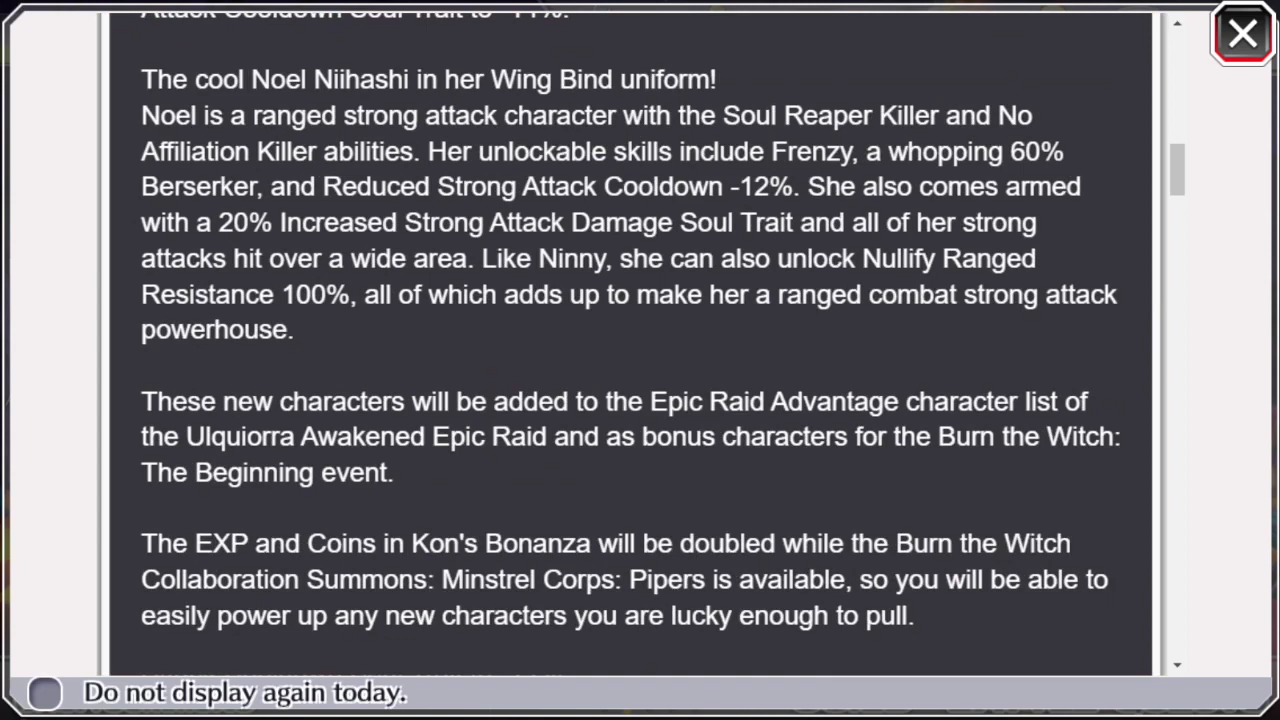 Attack Cooldown Soul Trait to -14%.
The cool Noel Niihashi in her Wing Bind uniform!
Noel is a ranged strong attack character with the Soul Reaper Killer and No
Affiliation Killer abilities. Her unlockable skills include Frenzy, a whopping 60%
Berserker, and Reduced Strong Attack Cooldown -12%. She also comes armed
with a 20% Increased Strong Attack Damage Soul Trait and all of her strong
attacks hit over a wide area. Like Ninny, she can also unlock Nullify Ranged
Resistance 100%, all of which adds up to make her a ranged combat strong attack
powerhouse.
These new characters will be added to the Epic Raid Advantage character list of
the Ulquiorra Awakened Epic Raid and as bonus characters for the Burn the Witch:
The Beginning event.
The EXP and Coins in Kon's Bonanza will be doubled while the Burn the Witch
Collaboration Summons: Minstrel Corps: Pipers is available, so you will be able to
easily power up any new characters you are lucky enough to pull.
Do not display again today.